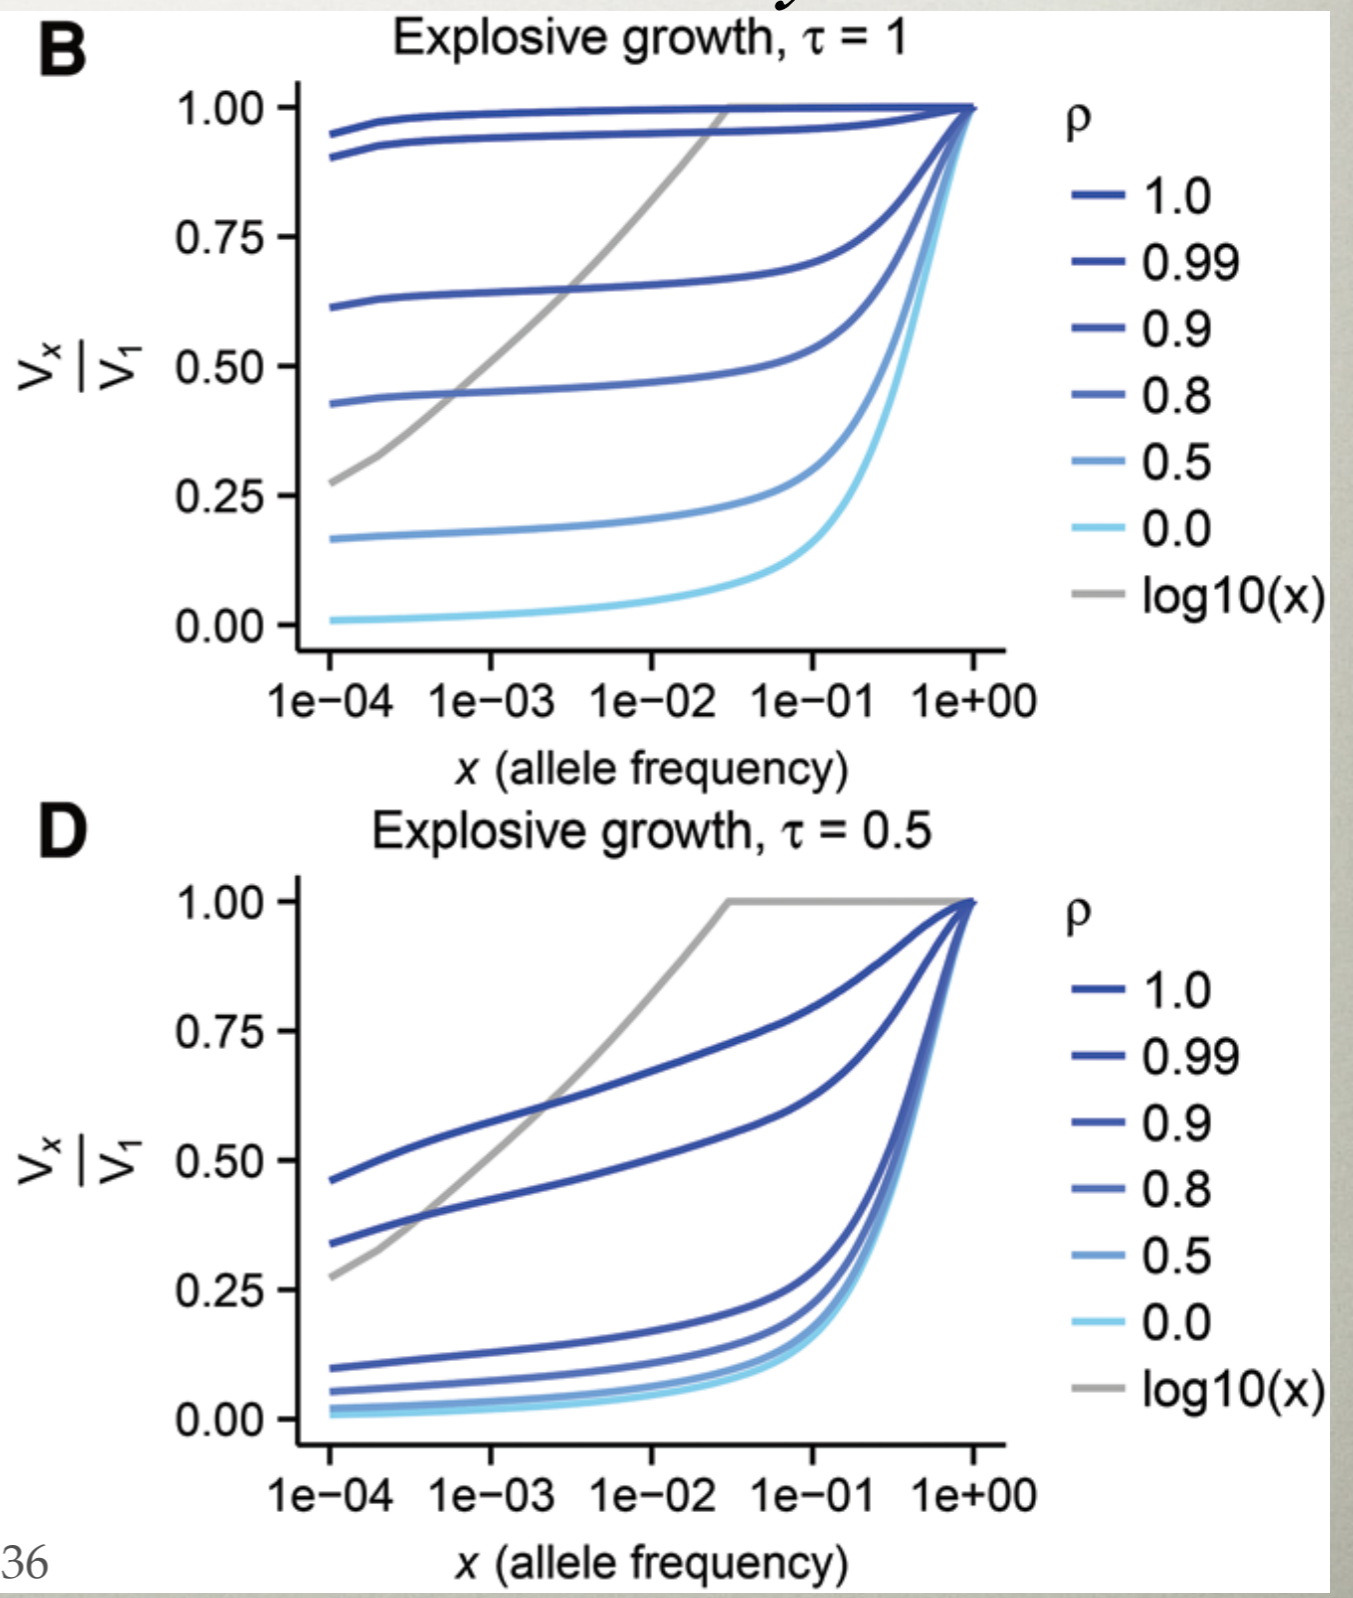 B
Explosive growth, τ = 1
1.00
0.75
0.50
0.25
0.00
Vx
V1
1e−04 1e−03 1e−02 1e−01 1e+00
x (allele frequency)
ρ
1.0
0.99
0.9
0.8
0.5
0.0
log10(x)
D
Explosive growth, τ = 0.5
1.00
0.75
0.50
0.25
0.00
Vx
V1
1e−04 1e−03 1e−02 1e−01 1e+00
x (allele frequency)
ρ
1.0
0.99
0.9
0.8
0.5
0.0
log10(x)
36